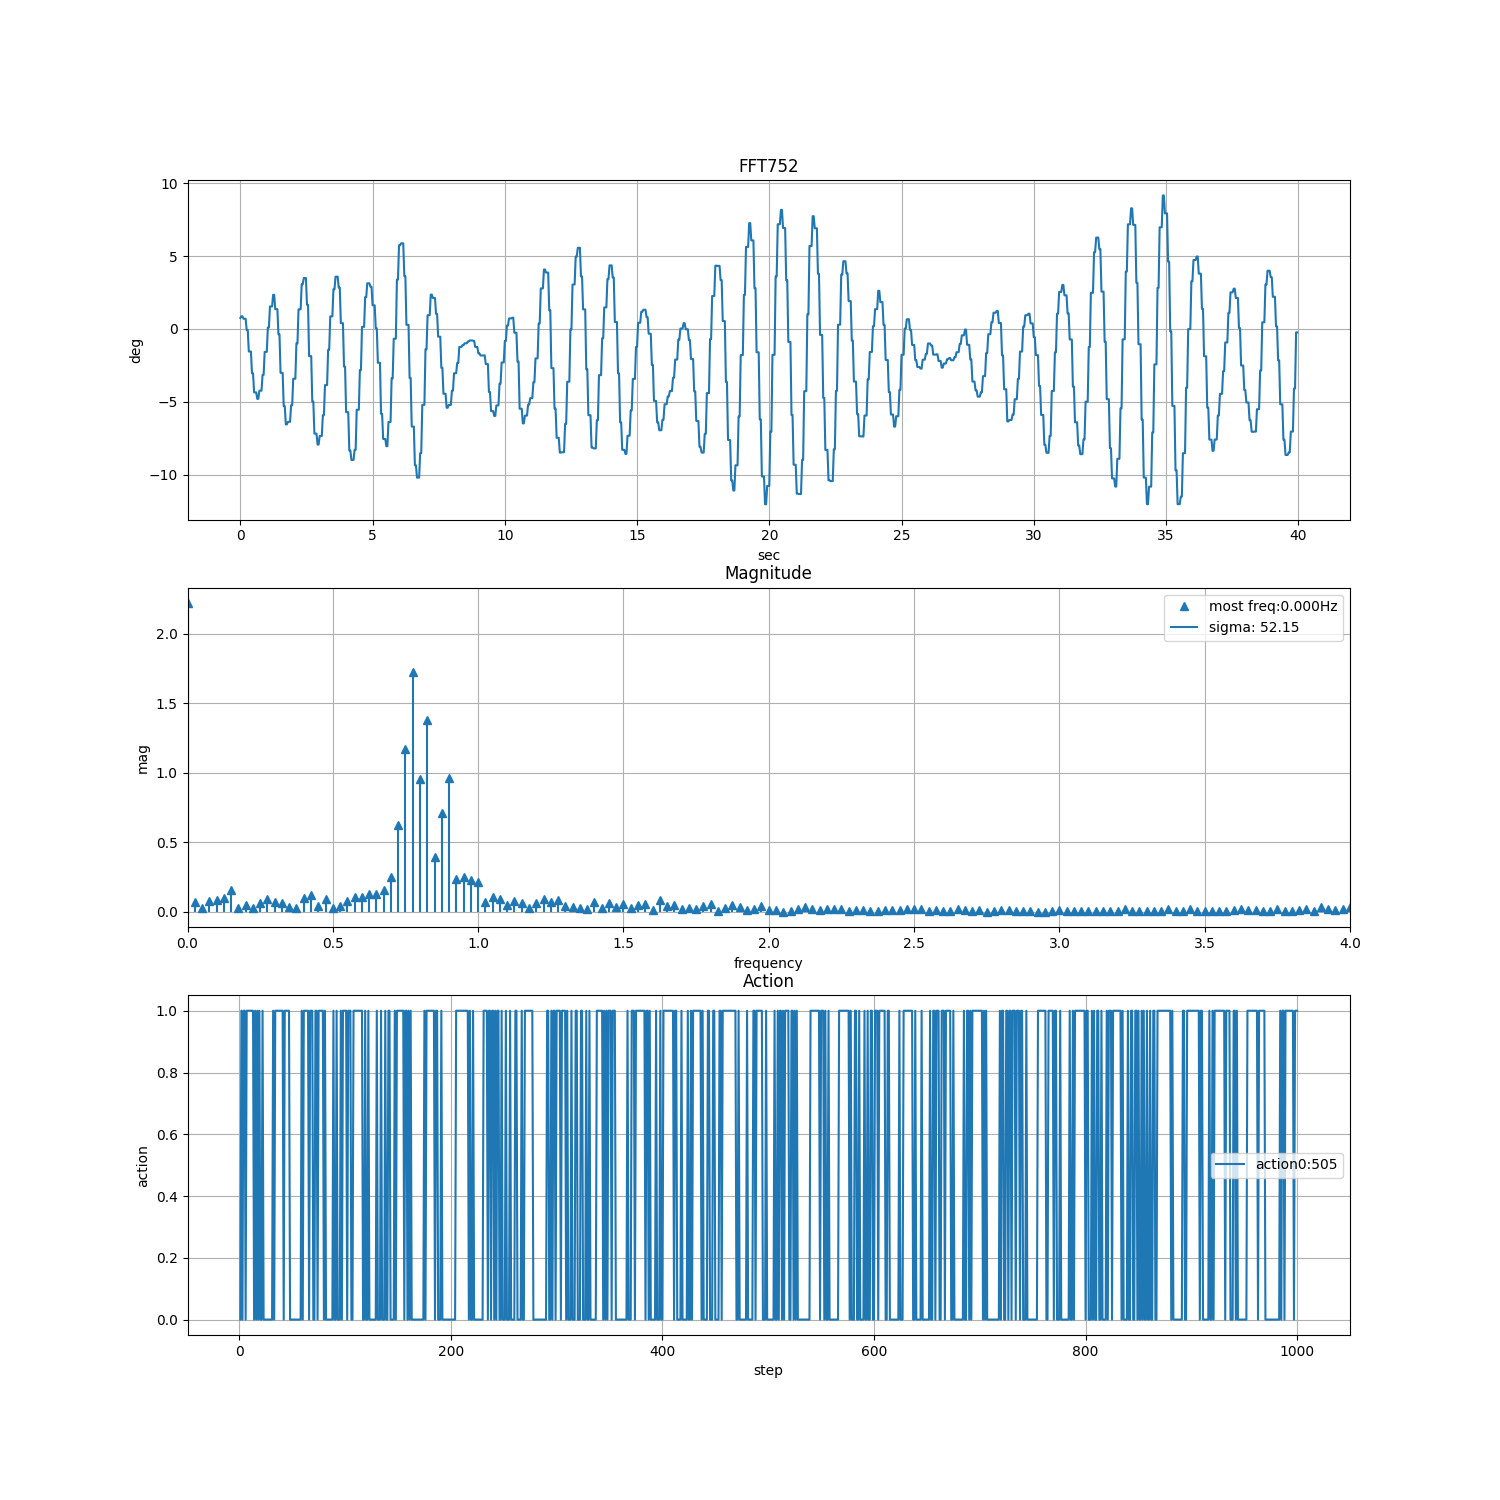 FFT752
10
5
0
−5
−10
deg
0 5 10 15 20 25 30 35 40
sec
Magnitude
2.0
1.5
1.0
0.5
0.0
mag
most freq:0.000Hz
sigma: 52.15
0.0 0.5 1.0 1.5 2.0 2.5 3.0 3.5 4.0
frequency
Action
1.0
0.8
0.6
0.4
0.2
0.0
action
action0:505
0 200 400 600 800 1000
step